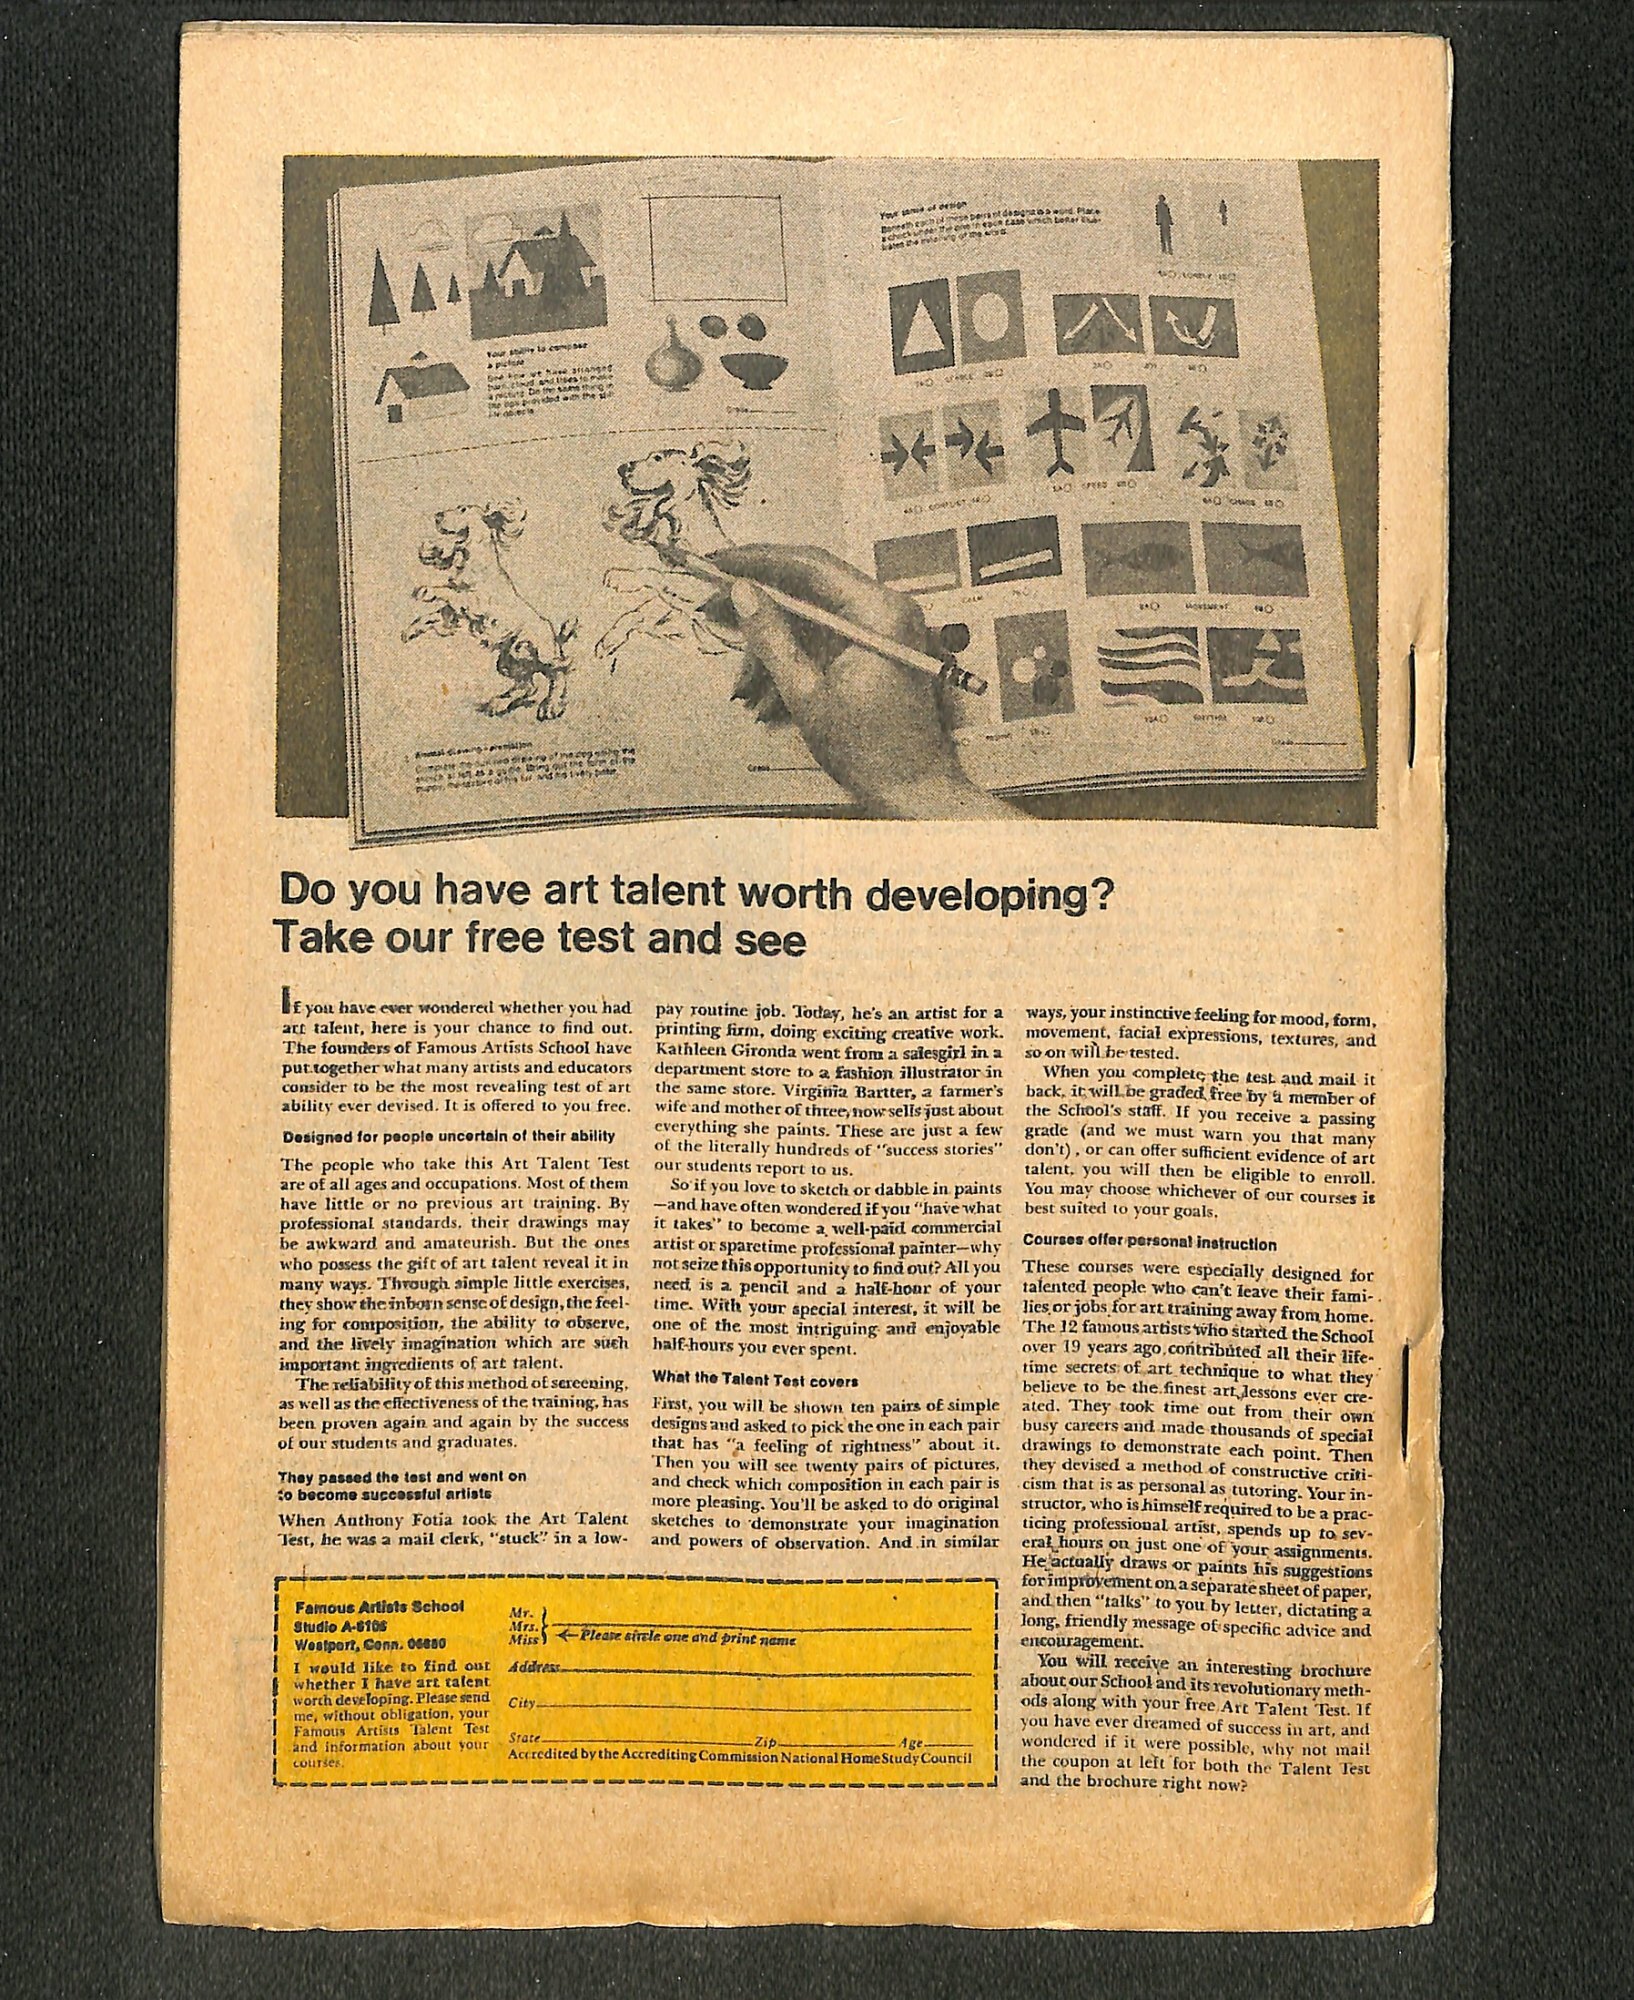 Your sense of design
Your ability to compose
a picture
Do you have art talent worth developing?
Take our free test and see
If you have ever wondered whether you had
art talent, here is your chance to find out.
The founders of Famous Artists School have
put together what many artists and educators
consider to be the most revealing test of art
ability ever devised. It is offered to you free.
Designed for people uncertain of their ability
The people who take this Art Talent Test
are of all ages and occupations. Most of them
have little or no previous art training. By
professional standards, their drawings may
be awkward and amateurish. But the ones
who possess the gift of art talent reveal it in
many ways. Through simple little exercises,
they show the inborn sense of design, the feel-
ing for composition, the ability to observe,
and the lively imagination which are such
important ingredients of art talent.
The reliability of this method of screening,
as well as the effectiveness of the training, has
been proven again and again by the success
of our students and graduates.
They passed the test and went on
to become successful artists
When Anthony Fotia took the Art Talent
Test, he was a mail clerk, "stuck" in a low-
pay routine job. Today, he's an artist for a
printing firm, doing exciting creative work.
Kathleen Gironda went from a salesgirl in a
department store to a fashion illustrator in
the same store. Virginia Bartter, a farmer's
wife and mother of three, now sells just about
everything she paints. These are just a few
of the literally hundreds of "success stories"
our students report to us.
So if you love to sketch or dabble in paints
—and have often wondered if you "have what
it takes" to become a well-paid commercial
artist or sparetime professional painter—why
not seize this opportunity to find out? All you
need is a pencil and a half-hour of your
time. With your special interest, it will be
one of the most intriguing and enjoyable
half-hours you ever spent.
What the Talent Test covers
First, you will be shown ten pairs of simple
designs and asked to pick the one in each pair
that has "a feeling of rightness" about it.
Then you will see twenty pairs of pictures,
and check which composition in each pair is
more pleasing. You'll be asked to do original
sketches to demonstrate your imagination
and powers of observation. And in similar
ways, your instinctive feeling for mood, form,
movement, facial expressions, textures, and
so on will be tested.
When you complete the test and mail it
back, it will be graded free by a member of
the School's staff. If you receive a passing
grade (and we must warn you that many
don't), or can offer sufficient evidence of art
talent, you will then be eligible to enroll.
You may choose whichever of our courses is
best suited to your goals.
Courses offer personal instruction
These courses were especially designed for
talented people who can't leave their fami-
lies or jobs for art training away from home.
The 12 famous artists who started the School
over 19 years ago contributed all their life-
time secrets of art technique to what they
believe to be the finest art lessons ever cre-
ated. They took time out from their own
busy careers and made thousands of special
drawings to demonstrate each point. Then
they devised a method of constructive criti-
cism that is as personal as tutoring. Your in-
structor, who is himself required to be a prac-
ticing professional artist, spends up to sev-
eral hours on just one of your assignments.
He actually draws or paints his suggestions
for improvement on a separate sheet of paper,
and then "talks" to you by letter, dictating a
long, friendly message of specific advice and
encouragement.
You will receive an interesting brochure
about our School and its revolutionary meth-
ods along with your free Art Talent Test. If
you have ever dreamed of success in art, and
wondered if it were possible, why not mail
the coupon at left for both the Talent Test
and the brochure right now?
Famous Artists School
Studio A-6106
Westport, Conn. 06880
I would like to find out
whether I have art talent
worth developing. Please send
me, without obligation, your
Famous Artists Talent Test
and information about your
courses.
Mr.
Mrs.
Miss
Please circle one and print name
Address
City
State Zip Age
Accredited by the Accrediting Commission National Home Study Council